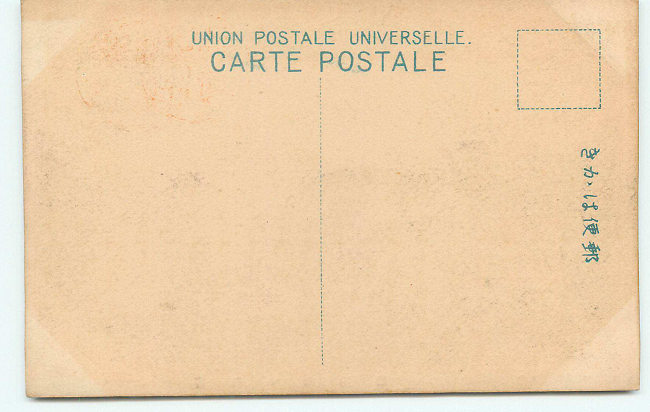 UNION POSTALE UNIVERSELLE.
CARTE POSTALE
郵便はかき